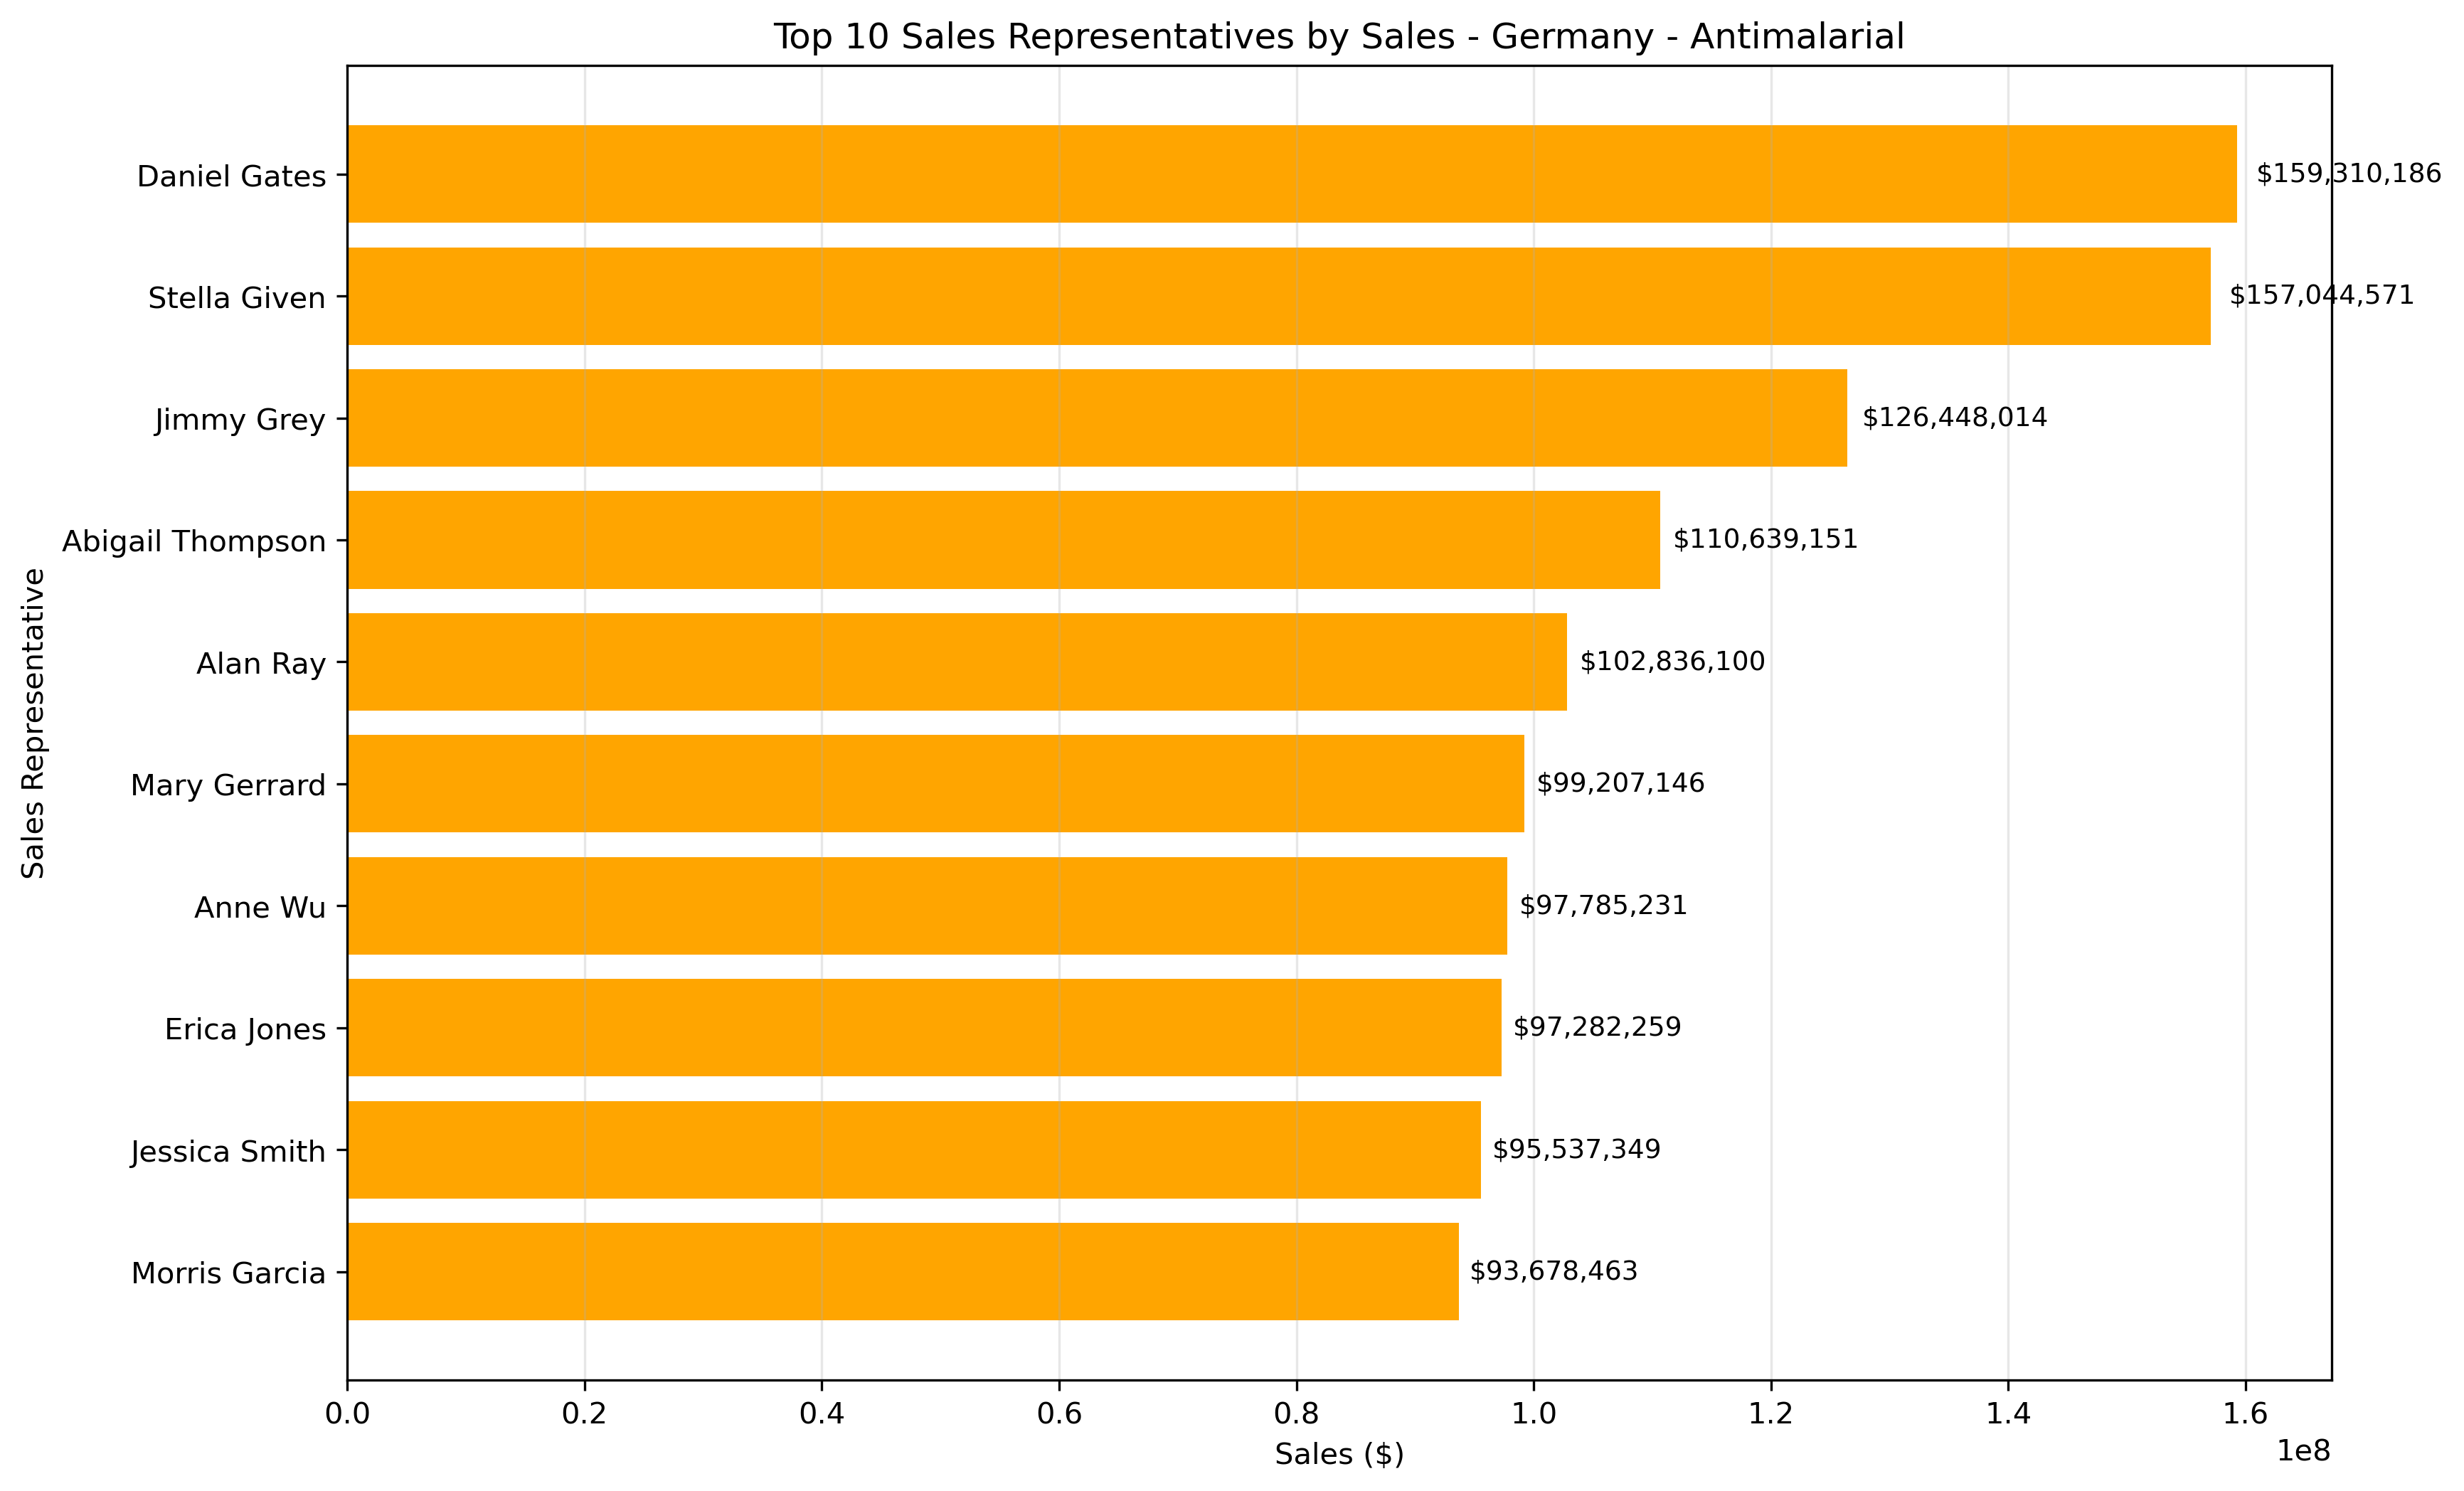 Top 10 Sales Representatives by Sales - Germany - Antimalarial
Sales Representative
Daniel Gates $159,310,186
Stella Given $157,044,571
Jimmy Grey $126,448,014
Abigail Thompson $110,639,151
Alan Ray $102,836,100
Mary Gerrard $99,207,146
Anne Wu $97,785,231
Erica Jones $97,282,259
Jessica Smith $95,537,349
Morris Garcia $93,678,463
0.0 0.2 0.4 0.6 0.8 1.0 1.2 1.4 1.6
1e8
Sales ($)